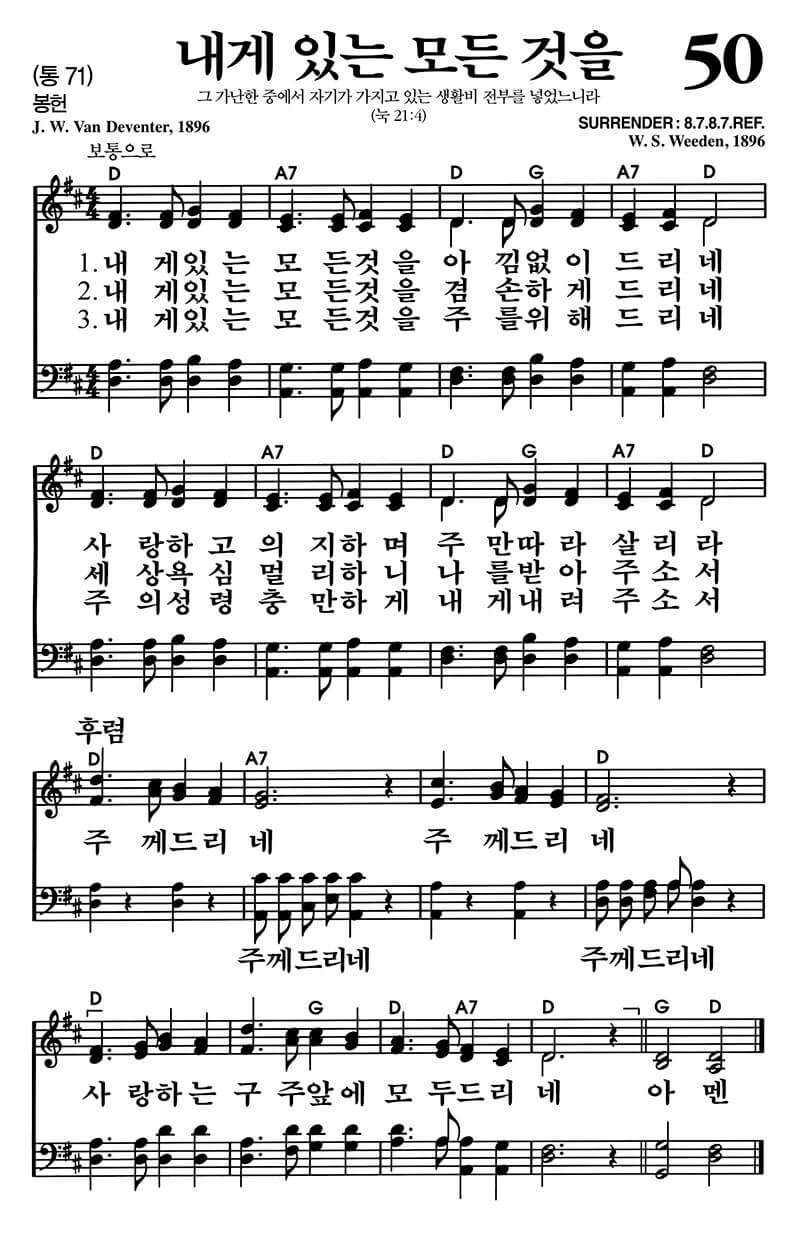 (통 71)
내게 있는 모든 것을
50
봉헌
그 가난한 중에서 자기가 가지고 있는 생활비 전부를 넣었느니라
(눅 21:4)
J. W. Van Deventer, 1896
SURRENDER : 8.7.8.7.REF.
W. S. Weeden, 1896
보통으로
D A7 D G A7 D
1. 내 게있 는 모 든것 을 아 낌없 이 드 리 네
2. 내 게있 는 모 든것 을 겸 손하 게 드 리 네
3. 내 게있 는 모 든것 을 주 를위 해 드 리 네
D A7 D G A7 D
사 랑하 고 의 지하 며 주 만따 라 살 리 라
세 상욕 심 멀 리하 니 나 를받 아 주 소 서
주 의성 령 충 만하 게 내 게내 려 주 소 서
후렴
D A7 D
주 께드 리 네 주 께드 리 네
주께드리네 주께드리네
D G D A7 D G D
사 랑하 는 구 주앞 에 모 두드 리 네 아 멘